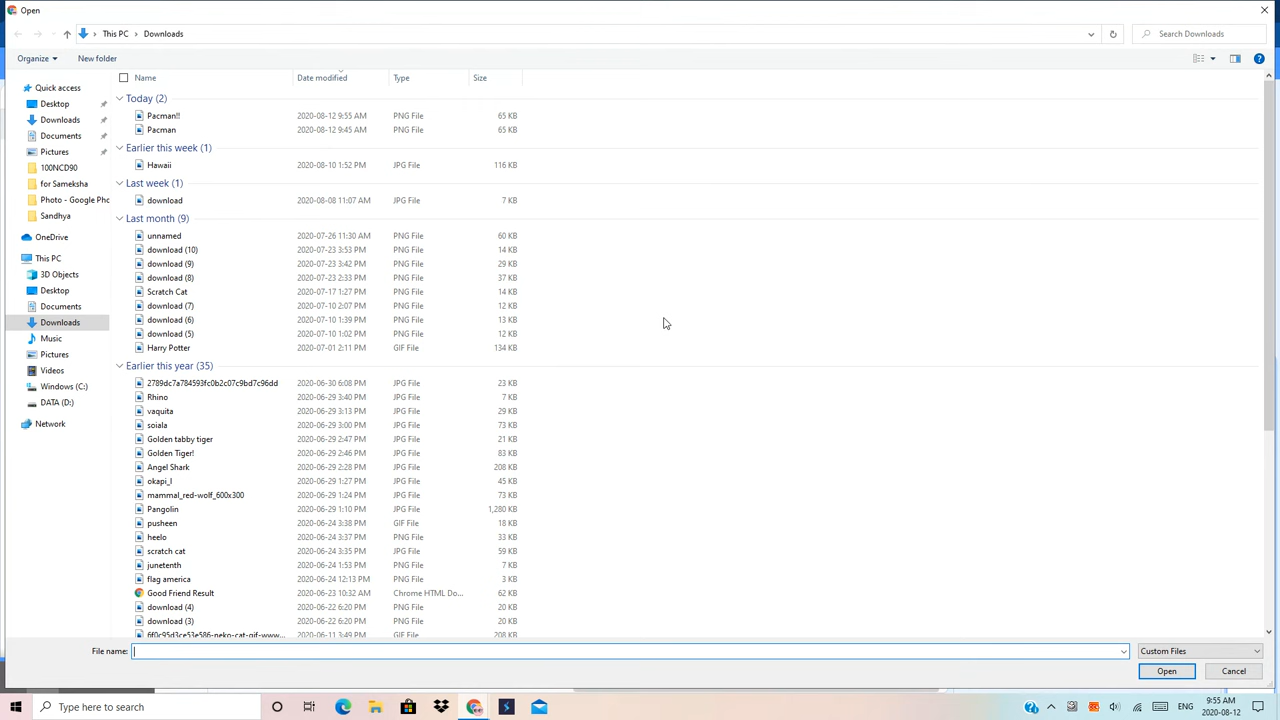 Open
This PC > Downloads
Search Downloads
Organize
New folder
Name Date modified Type Size
Quick access
Desktop
Downloads
Documents
Pictures
100NCD90
for Sameksha
Photo - Google Pho
Sandhya
OneDrive
This PC
3D Objects
Desktop
Documents
Downloads
Music
Pictures
Videos
Windows (C:)
DATA (D:)
Network
Today (2)
Pacman!! 2020-08-12 9:55 AM PNG File 65 KB
Pacman 2020-08-12 9:45 AM PNG File 65 KB
Earlier this week (1)
Hawaii 2020-08-10 1:52 PM JPG File 116 KB
Last week (1)
download 2020-08-08 11:07 AM JPG File 7 KB
Last month (9)
unnamed 2020-07-26 11:30 AM PNG File 60 KB
download (10) 2020-07-23 3:53 PM PNG File 14 KB
download (9) 2020-07-23 3:42 PM PNG File 29 KB
download (8) 2020-07-23 2:33 PM PNG File 37 KB
Scratch Cat 2020-07-17 1:27 PM PNG File 14 KB
download (7) 2020-07-10 2:07 PM PNG File 12 KB
download (6) 2020-07-10 1:39 PM PNG File 13 KB
download (5) 2020-07-10 1:02 PM PNG File 12 KB
Harry Potter 2020-07-01 2:11 PM GIF File 134 KB
Earlier this year (35)
2789dc7a784593fc0b2c07c9bd7c96dd 2020-06-30 6:08 PM JPG File 23 KB
Rhino 2020-06-29 3:40 PM JPG File 7 KB
vaquita 2020-06-29 3:13 PM JPG File 29 KB
soiala 2020-06-29 3:00 PM JPG File 73 KB
Golden tabby tiger 2020-06-29 2:47 PM JPG File 21 KB
Golden Tiger! 2020-06-29 2:46 PM JPG File 83 KB
Angel Shark 2020-06-29 2:28 PM JPG File 208 KB
okapi_l 2020-06-29 1:27 PM JPG File 45 KB
mammal_red-wolf_600x300 2020-06-29 1:24 PM JPG File 73 KB
Pangolin 2020-06-29 1:10 PM JPG File 1,280 KB
pusheen 2020-06-24 3:38 PM GIF File 18 KB
heelo 2020-06-24 3:37 PM PNG File 33 KB
scratch cat 2020-06-24 3:35 PM JPG File 59 KB
junetenth 2020-06-24 1:53 PM PNG File 7 KB
flag america 2020-06-24 12:13 PM PNG File 3 KB
Good Friend Result 2020-06-23 10:32 AM Chrome HTML Do... 62 KB
download (4) 2020-06-22 6:20 PM PNG File 20 KB
download (3) 2020-06-22 6:20 PM PNG File 20 KB
6f0c95d3ce53e586-neko-cat-gif-www... 2020-06-11 3:49 PM GIF File 208 KB
File name:
Custom Files
Open
Cancel
Type here to search
ENG
9:55 AM
2020-08-12